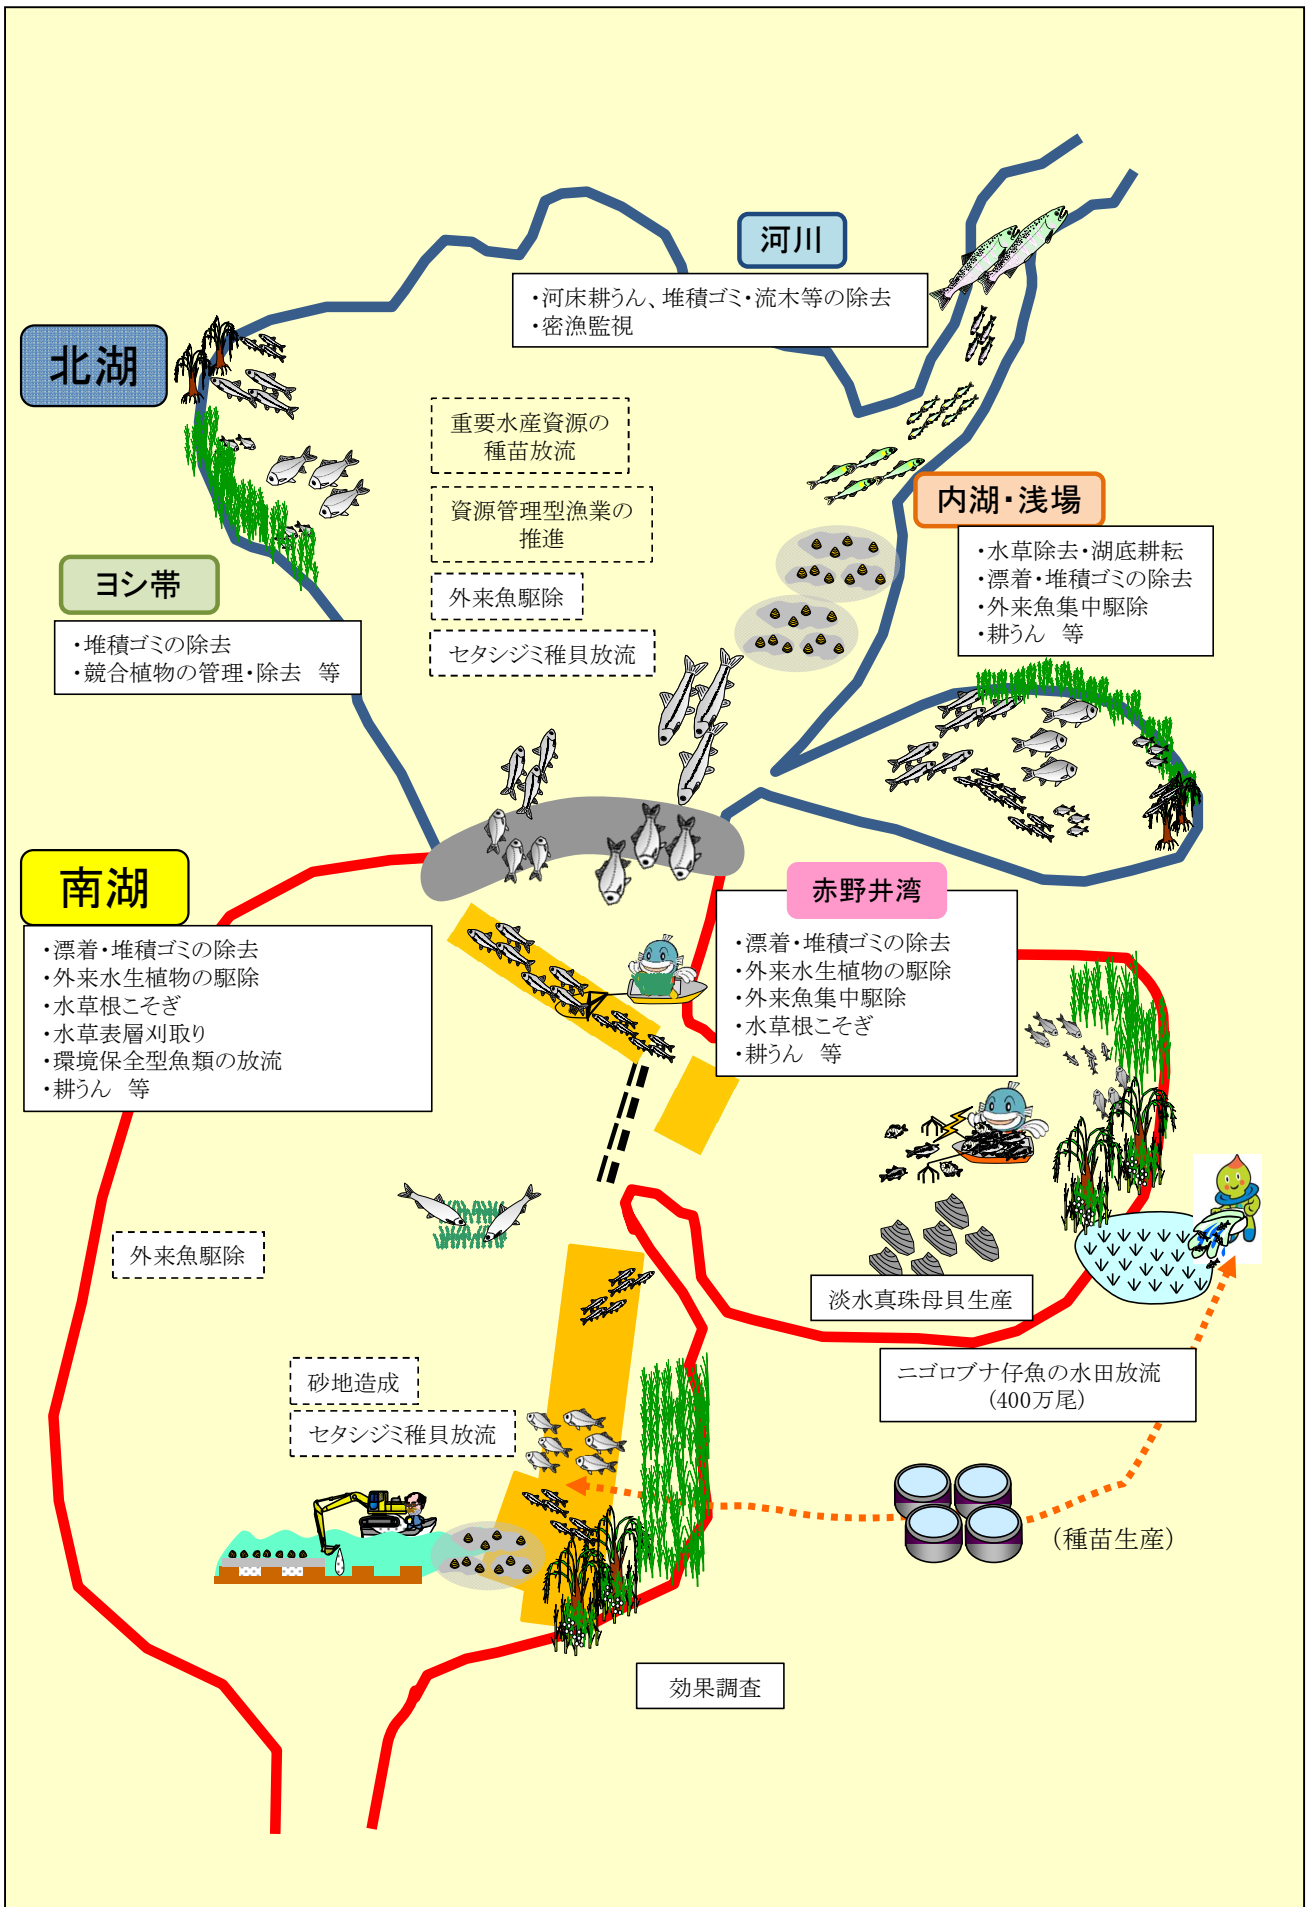 河川
・河床耕うん、堆積ゴミ・流木等の除去
・密漁監視
北湖
重要水産資源の
種苗放流
資源管理型漁業の
推進
外来魚駆除
セタシジミ稚貝放流
内湖・浅場
・水草除去・湖底耕耘
・漂着・堆積ゴミの除去
・外来魚集中駆除
・耕うん 等
ヨシ帯
・堆積ゴミの除去
・競合植物の管理・除去 等
南湖
・漂着・堆積ゴミの除去
・外来水生植物の駆除
・水草根こそぎ
・水草表層刈取り
・環境保全型魚類の放流
・耕うん 等
赤野井湾
・漂着・堆積ゴミの除去
・外来水生植物の駆除
・外来魚集中駆除
・水草根こそぎ
・耕うん 等
外来魚駆除
淡水真珠母貝生産
ニゴロブナ仔魚の水田放流
(400万尾)
砂地造成
セタシジミ稚貝放流
(種苗生産)
効果調査